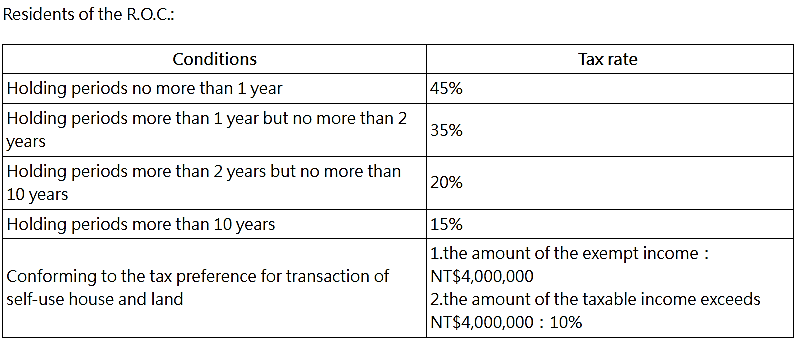 Residents of the R.O.C.:
Conditions
Tax rate
Holding periods no more than 1 year
45%
Holding periods more than 1 year but no more than 2
years
35%
Holding periods more than 2 years but no more than
10 years
20%
Holding periods more than 10 years
15%
Conforming to the tax preference for transaction of
self-use house and land
1.the amount of the exempt income：
NT$4,000,000
2.the amount of the taxable income exceeds
NT$4,000,000：10%